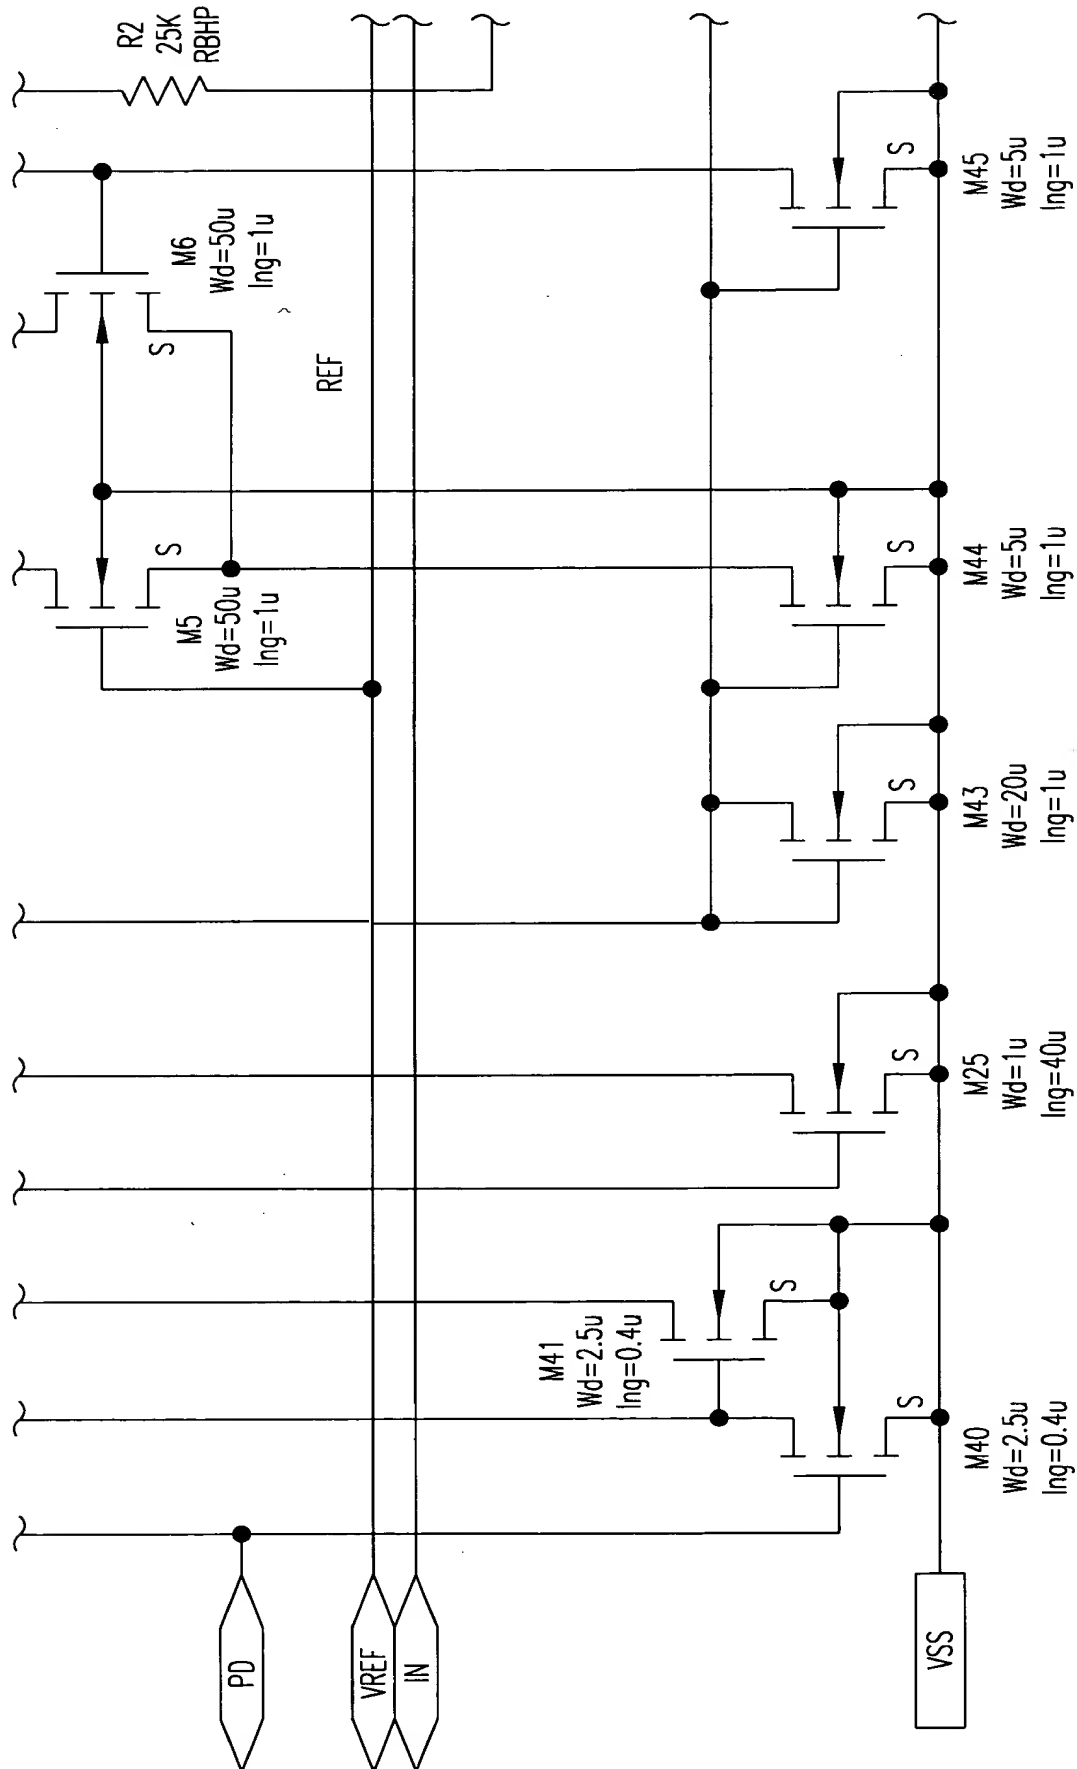 R2
25K
RBHP
M6
Wd=50u
lng=1u
S
REF
S
M5
Wd=50u
lng=1u
S
M45
Wd=5u
lng=1u
S
M44
Wd=5u
lng=1u
S
M43
Wd=20u
lng=1u
S
M25
Wd=1u
lng=40u
M41
Wd=2.5u
lng=0.4u
S
S
M40
Wd=2.5u
lng=0.4u
PD
VREF
IN
VSS